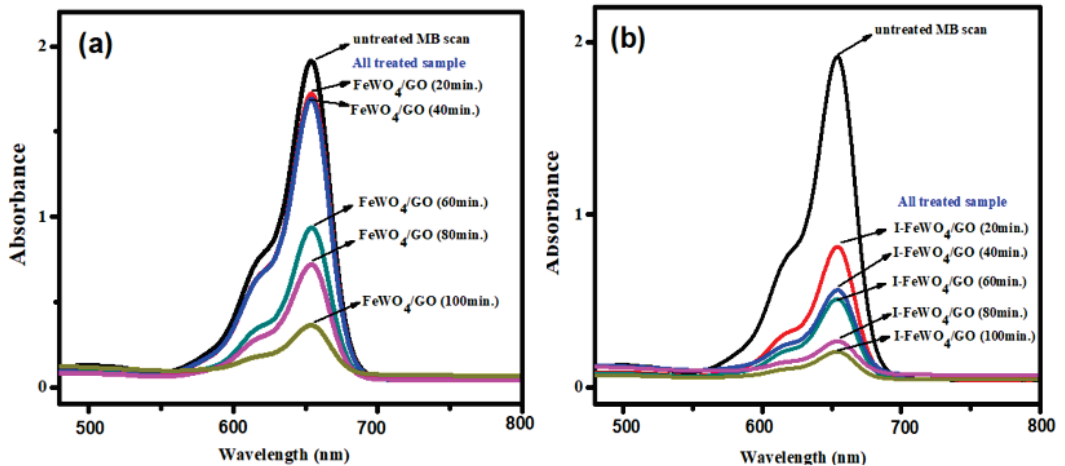 (a)
untreated MB scan
All treated sample
FeWO4/GO (20min.)
FeWO4/GO (40min.)
FeWO4/GO (60min.)
FeWO4/GO (80min.)
FeWO4/GO (100min.)
Absorbance
2
1
0
500
600
700
800
Wavelength (nm)
(b)
untreated MB scan
All treated sample
I-FeWO4/GO (20min.)
I-FeWO4/GO (40min.)
I-FeWO4/GO (60min.)
I-FeWO4/GO (80min.)
I-FeWO4/GO (100min.)
Absorbance
2
1
0
500
600
700
800
Wavelength (nm)